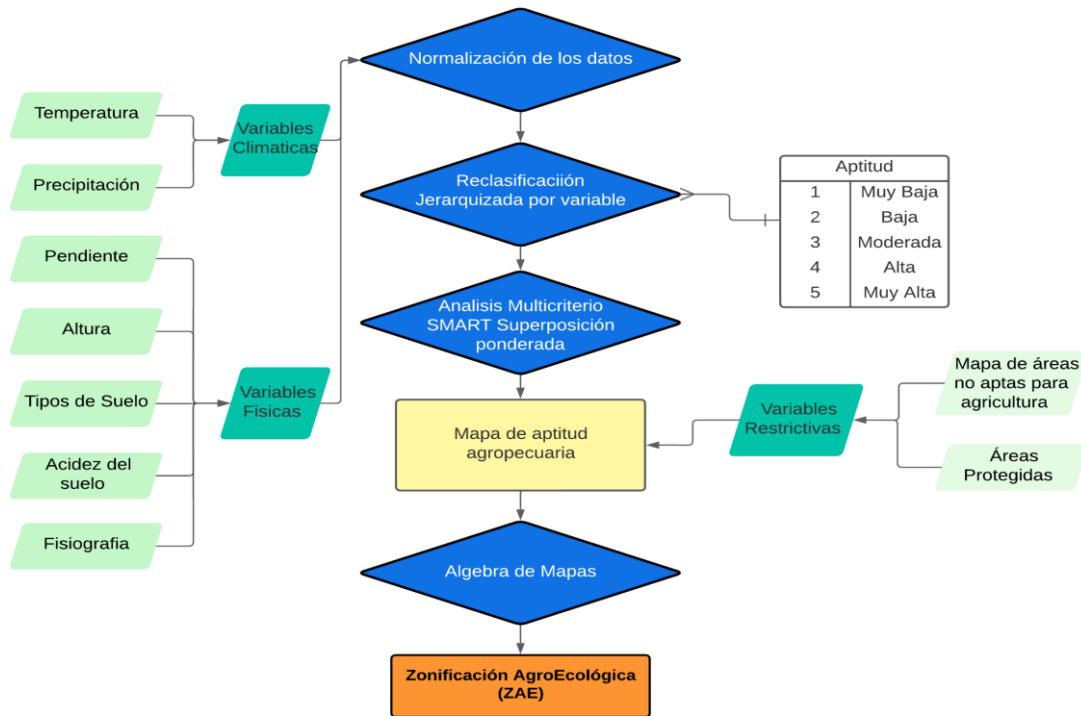 Normalización de los datos
Temperatura
Precipitación
Variables
Climaticas
Reclasificaciión
Jerarquizada por variable
Aptitud
1 Muy Baja
2 Baja
3 Moderada
4 Alta
5 Muy Alta
Pendiente
Altura
Tipos de Suelo
Acidez del
suelo
Fisiografia
Variables
Fisicas
Analisis Multicriterio
SMART Superposición
ponderada
Mapa de aptitud
agropecuaria
Variables
Restrictivas
Mapa de áreas
no aptas para
agricultura
Áreas
Protegidas
Algebra de Mapas
Zonificación AgroEcológica
(ZAE)